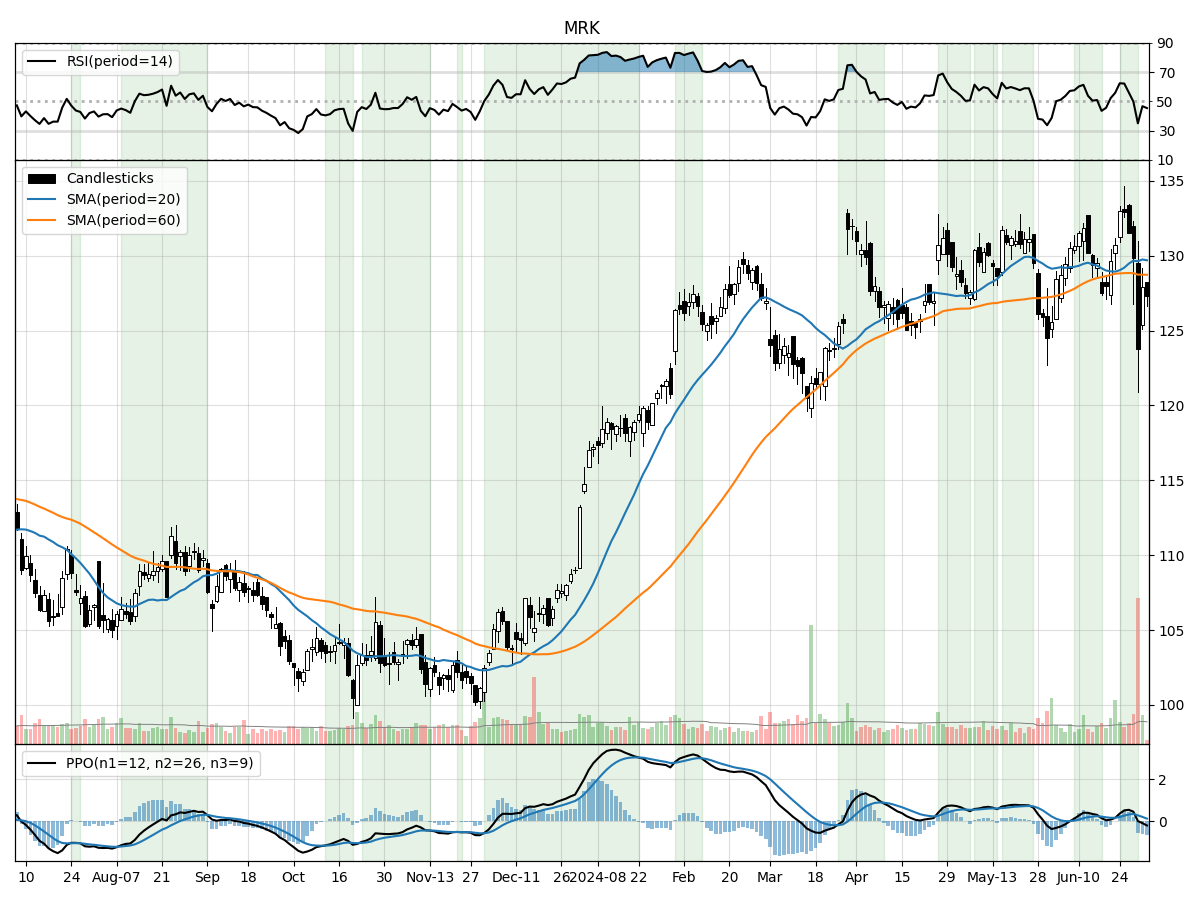 MRK
RSI(period=14)
90
70
50
30
10
Candlesticks
SMA(period=20)
SMA(period=60)
135
130
125
120
115
110
105
100
PPO(n1=12, n2=26, n3=9)
2
0
10 24 Aug-07 21 Sep 18 Oct 16 30 Nov-13 27 Dec-11 26 2024-08 22 Feb 20 Mar 18 Apr 15 29 May-13 28 Jun-10 24